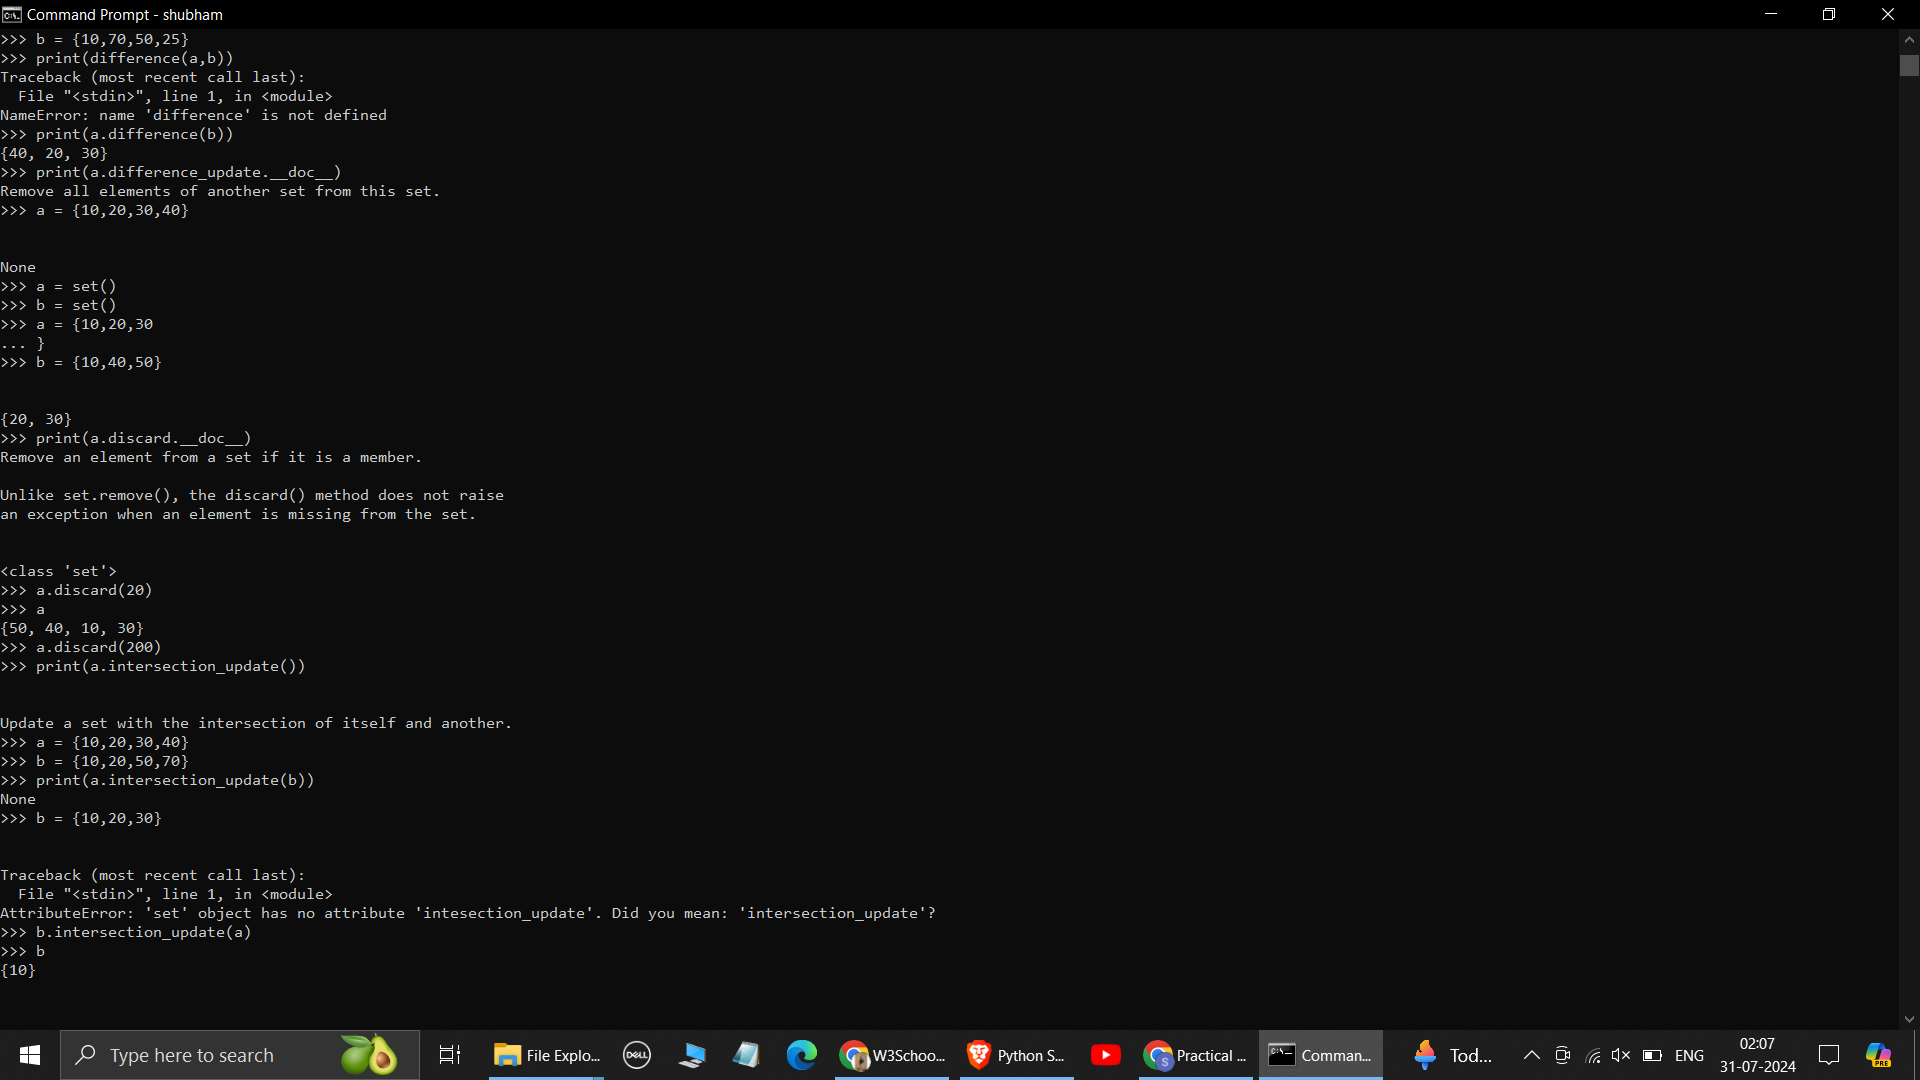 Command Prompt - shubham
>>> b = {10,70,50,25}
>>> print(difference(a,b))
Traceback (most recent call last):
  File "<stdin>", line 1, in <module>
NameError: name 'difference' is not defined
>>> print(a.difference(b))
{40, 20, 30}
>>> print(a.difference_update.__doc__)
Remove all elements of another set from this set.
>>> a = {10,20,30,40}
None
>>> a = set()
>>> b = set()
>>> a = {10,20,30
... }
>>> b = {10,40,50}
{20, 30}
>>> print(a.discard.__doc__)
Remove an element from a set if it is a member.
Unlike set.remove(), the discard() method does not raise
an exception when an element is missing from the set.
<class 'set'>
>>> a.discard(20)
>>> a
{50, 40, 10, 30}
>>> a.discard(200)
>>> print(a.intersection_update())
Update a set with the intersection of itself and another.
>>> a = {10,20,30,40}
>>> b = {10,20,50,70}
>>> print(a.intersection_update(b))
None
>>> b = {10,20,30}
Traceback (most recent call last):
  File "<stdin>", line 1, in <module>
AttributeError: 'set' object has no attribute 'intesection_update'. Did you mean: 'intersection_update'?
>>> b.intersection_update(a)
>>> b
{10}
Type here to search
File Explo...
DELL
W3Schoo...
Python S...
Practical ...
Comman...
Tod...
ENG
02:07
31-07-2024
PRE